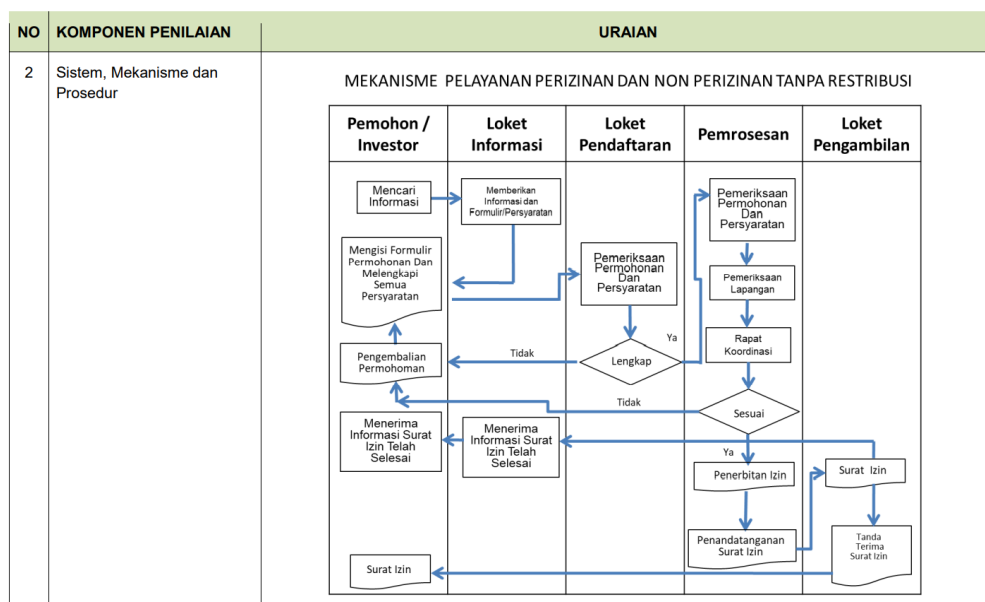 NO KOMPONEN PENILAIAN URAIAN
2 Sistem, Mekanisme dan
Prosedur
MEKANISME PELAYANAN PERIZINAN DAN NON PERIZINAN TANPA RESTRIBUSI
Pemohon /
Investor
Loket
Informasi
Loket
Pendaftaran
Pemrosesan
Loket
Pengambilan
Mencari
Informasi
Memberikan
Informasi dan
Formulir/Persyaratan
Pemeriksaan
Permohonan
Dan
Persyaratan
Mengisi Formulir
Permohonan Dan
Melengkapi
Semua
Persyaratan
Pemeriksaan
Permohonan
Dan
Persyaratan
Pemeriksaan
Lapangan
Ya
Rapat
Koordinasi
Pengembalian
Permohoman
Tidak
Lengkap
Tidak
Sesuai
Menerima
Informasi Surat
Izin Telah
Selesai
Menerima
Informasi Surat
Izin Telah
Selesai
Ya
Penerbitan Izin
Surat Izin
Penandatanganan
Surat Izin
Tanda
Terima
Surat Izin
Surat Izin